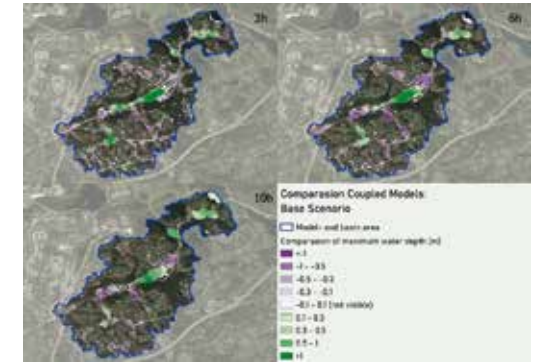 3h
6h
10h
Comparasion Coupled Models:
Base Scenario
Model- and basin area
Comparasion of maximum water depth [m]
<-1
-1 - -0.5
-0.5 - -0.3
-0.3 - -0.1
-0.1 - 0.1 (not visible)
0.1 - 0.3
0.3 - 0.5
0.5 - 1
>1